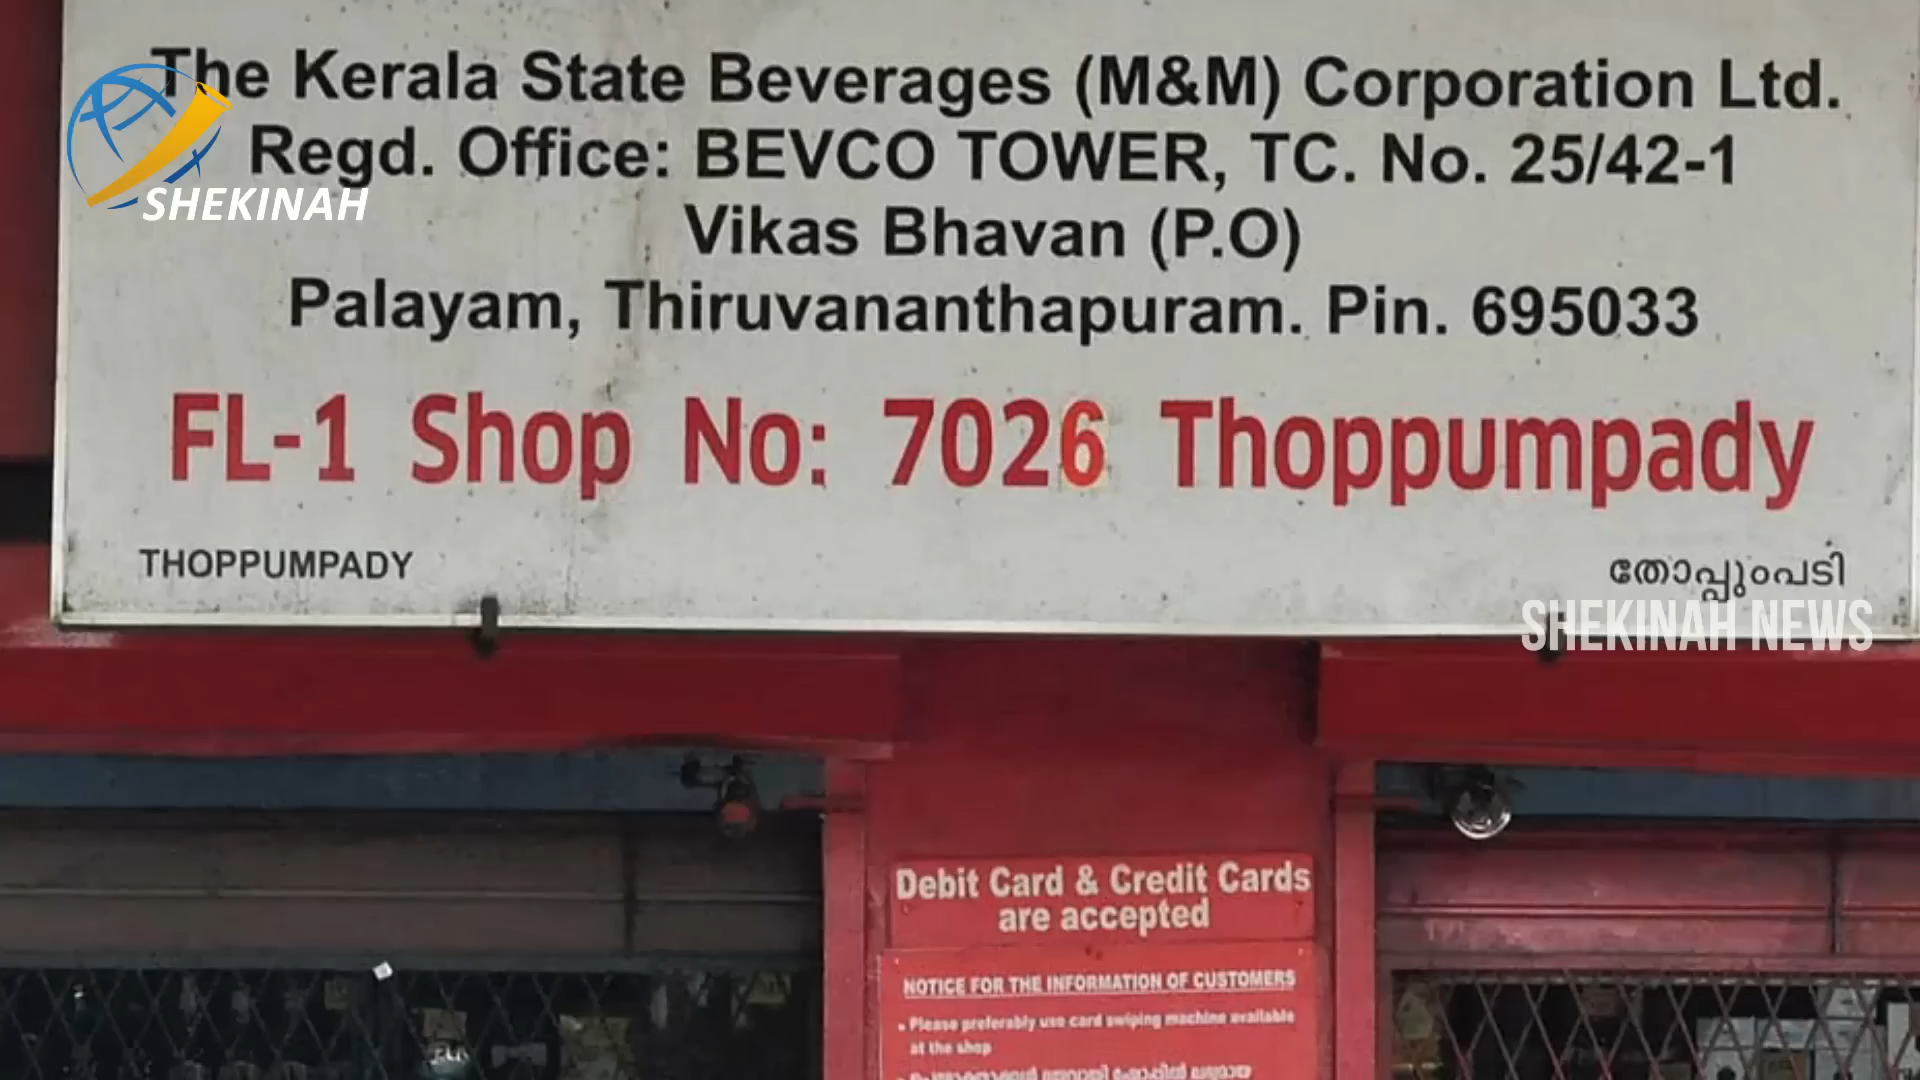 The Kerala State Beverages (M&M) Corporation Ltd.
Regd. Office: BEVCO TOWER, TC. No. 25/42-1
SHEKINAH
Vikas Bhavan (P.O)
Palayam, Thiruvananthapuram. Pin. 695033
FL-1 Shop No: 7026 Thoppumpady
THOPPUMPADY
തോപ്പുംപടി
SHEKINAH NEWS
Debit Card & Credit Cards
are accepted
NOTICE FOR THE INFORMATION OF CUSTOMERS
• Please preferably use card swiping machine available
at the shop